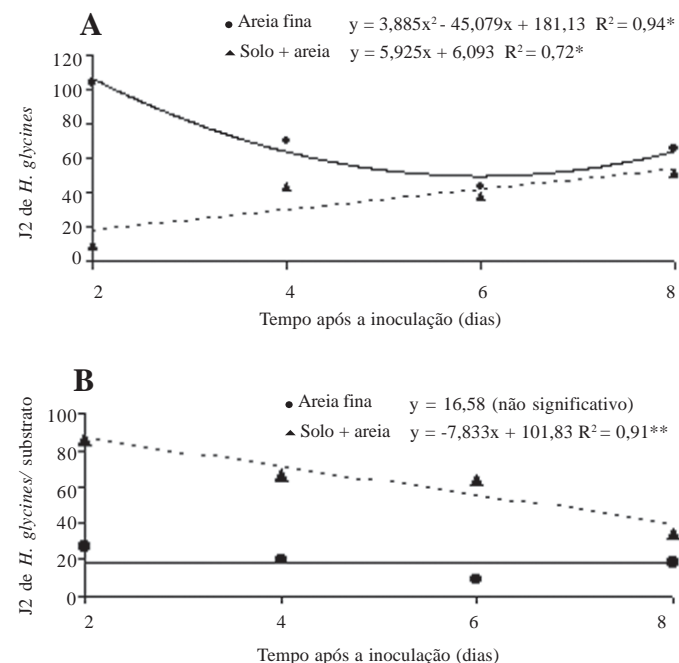 A
● Areia fina y = 3,885x² - 45,079x + 181,13 R² = 0,94*
▲ Solo + areia y = 5,925x + 6,093 R² = 0,72*
J2 de H. glycines
120
100
80
60
40
20
0
2 4 6 8
Tempo após a inoculação (dias)
B
● Areia fina y = 16,58 (não significativo)
▲ Solo + areia y = -7,833x + 101,83 R² = 0,91**
J2 de H. glycines/ substrato
100
80
60
40
20
0
2 4 6 8
Tempo após a inoculação (dias)